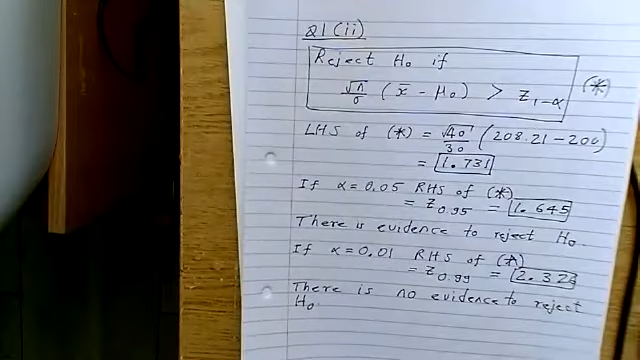 Q1(ii)
Reject H₀ if
√n/σ (x̄ - μ₀) > z₁₋α (*)
LHS of (*) = √40/30 (208.21 - 200)
= 1.731
If α = 0.05 RHS of (*)
= z₀.₉₅ = 1.645
There is evidence to reject H₀.
If α = 0.01 RHS of (*)
= z₀.₉₉ = 2.326
There is no evidence to reject
H₀.